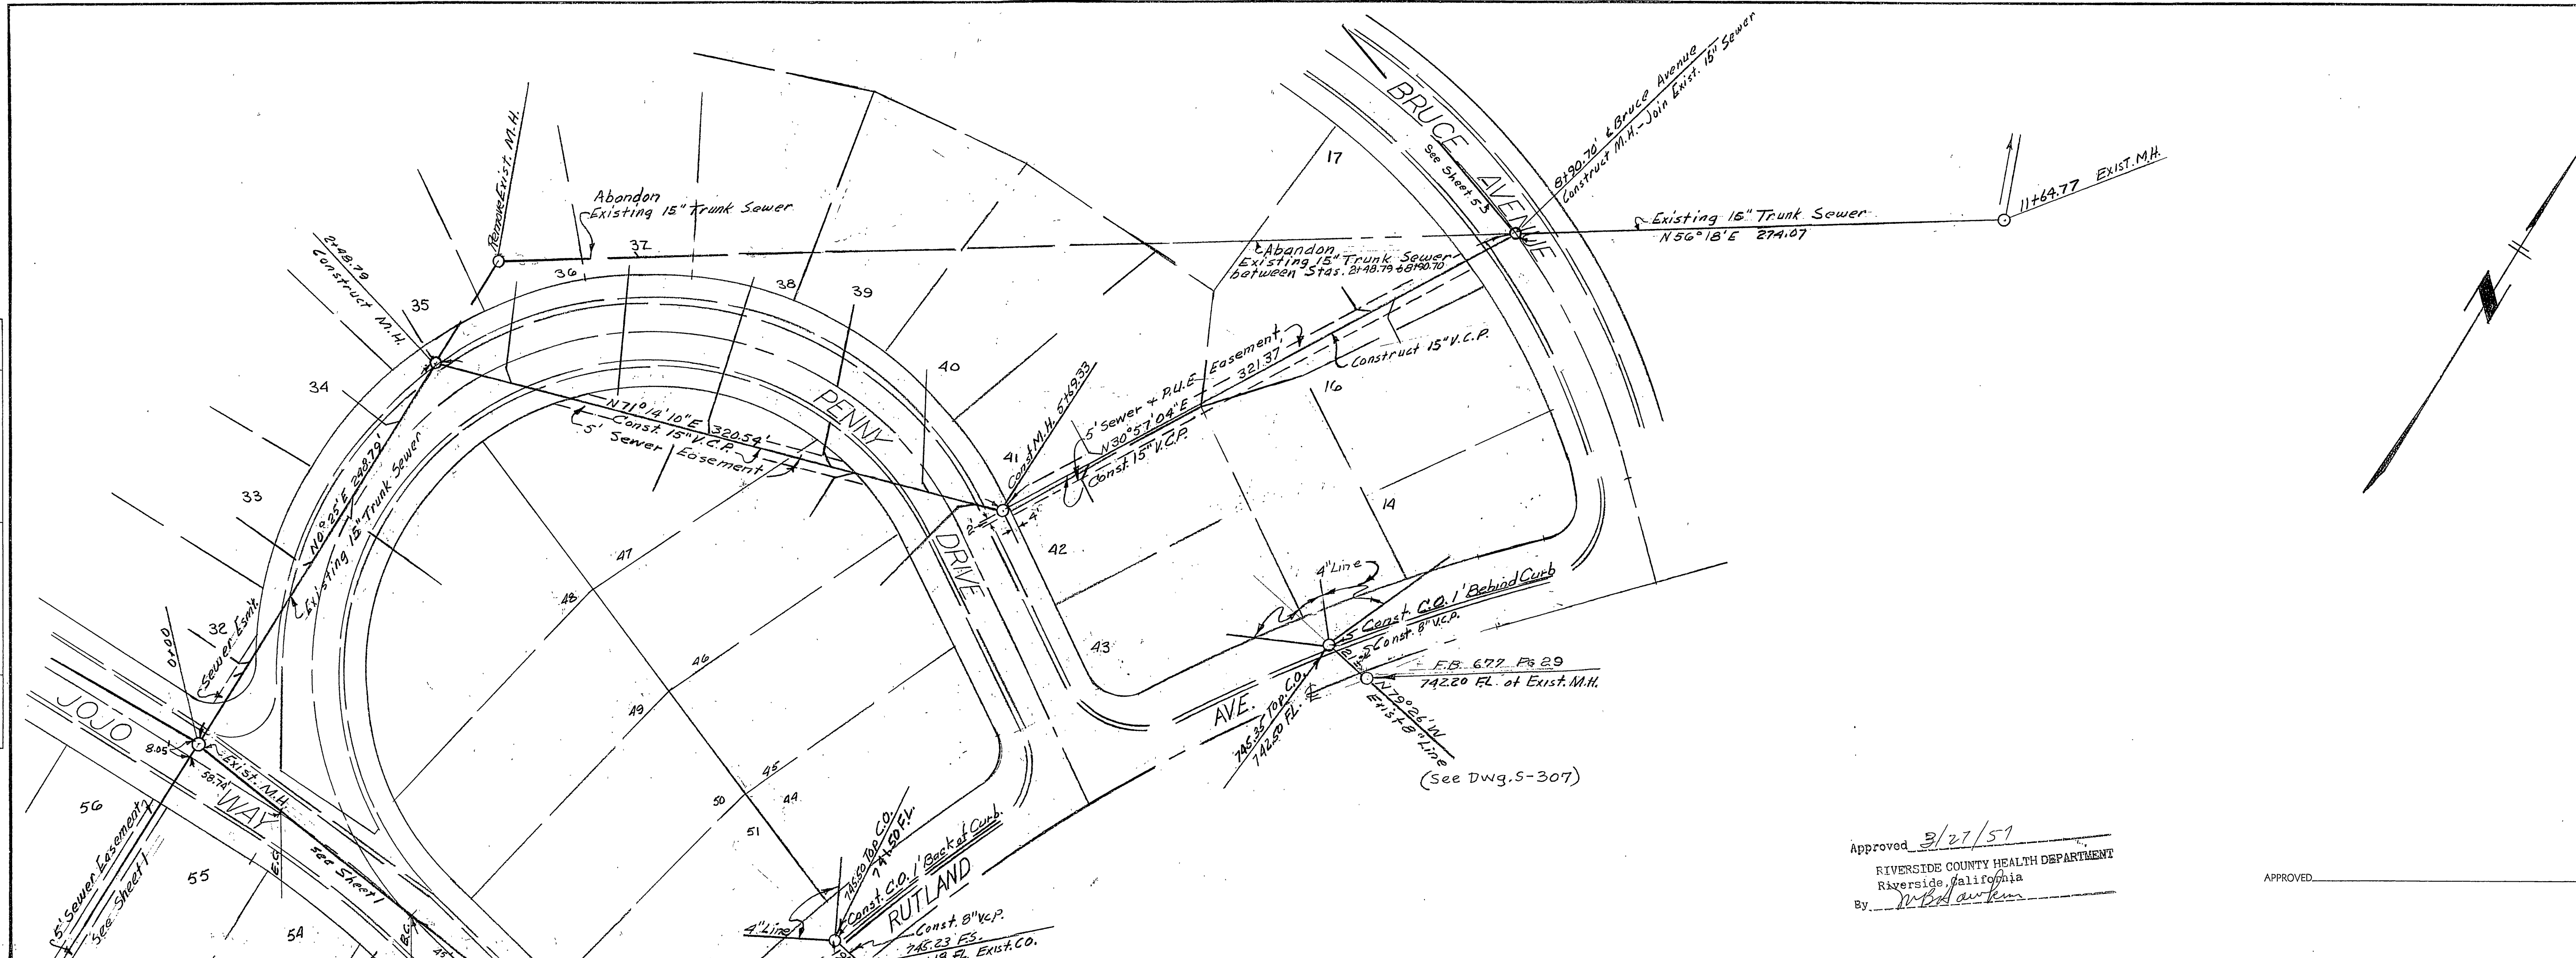 BRUCE AVENUE
See Sheet 5
8+90.70' ℄ Bruce Avenue
Construct M.H. - Join Exist. 15" Sewer
11+64.77 EXIST. M.H.
Existing 15" Trunk Sewer
N56°18'E 274.07
17
Remove Exist. M.H.
Abandon
Existing 15" Trunk Sewer
37
36
38
39
Abandon
Existing 15" Trunk Sewer
between Stas. 2+48.79 & 8+90.70
2+48.79
Construct M.H.
35
34
33
32
40
41
5' Sewer & P.U.E. Easement
321.37
N30°57'04"E
Const. 15" V.C.P.
Construct 15" V.C.P.
16
14
Const. M.H. 5+69.33
PENNY
DRIVE
N71°14'10"E 320.54'
Const. 15" V.C.P.
5' Sewer Easement
N0°25'E 248.79'
Existing 15" Trunk Sewer
Sewer Esmt.
0+00
2'
4'
42
43
47
48
46
49
45
50
44
51
4" Line
Const. C.O. 1' Behind Curb
Const. 8" V.C.P.
F.B. 677 PG 29
742.20 F.L. of Exist. M.H.
N79°26'W
Exist 8" Line
(See Dwg. S-307)
745.35 Top C.O.
742.50 F.L.
℄
AVE.
RUTLAND
JOJO
WAY
8.05'
Exist. M.H.
58.74'
See Sheet 1
E.C.
B.C.
56
55
54
5' Sewer Easement
See Sheet 1
746.50 Top C.O.
741.50 F.L.
Const. C.O. 1' Back of Curb.
4" Line
Const. 8" V.C.P.
745.23 F.S.
FL. Exist. C.O.
Approved 3/27/57
RIVERSIDE COUNTY HEALTH DEPARTMENT
Riverside, California
By
APPROVED